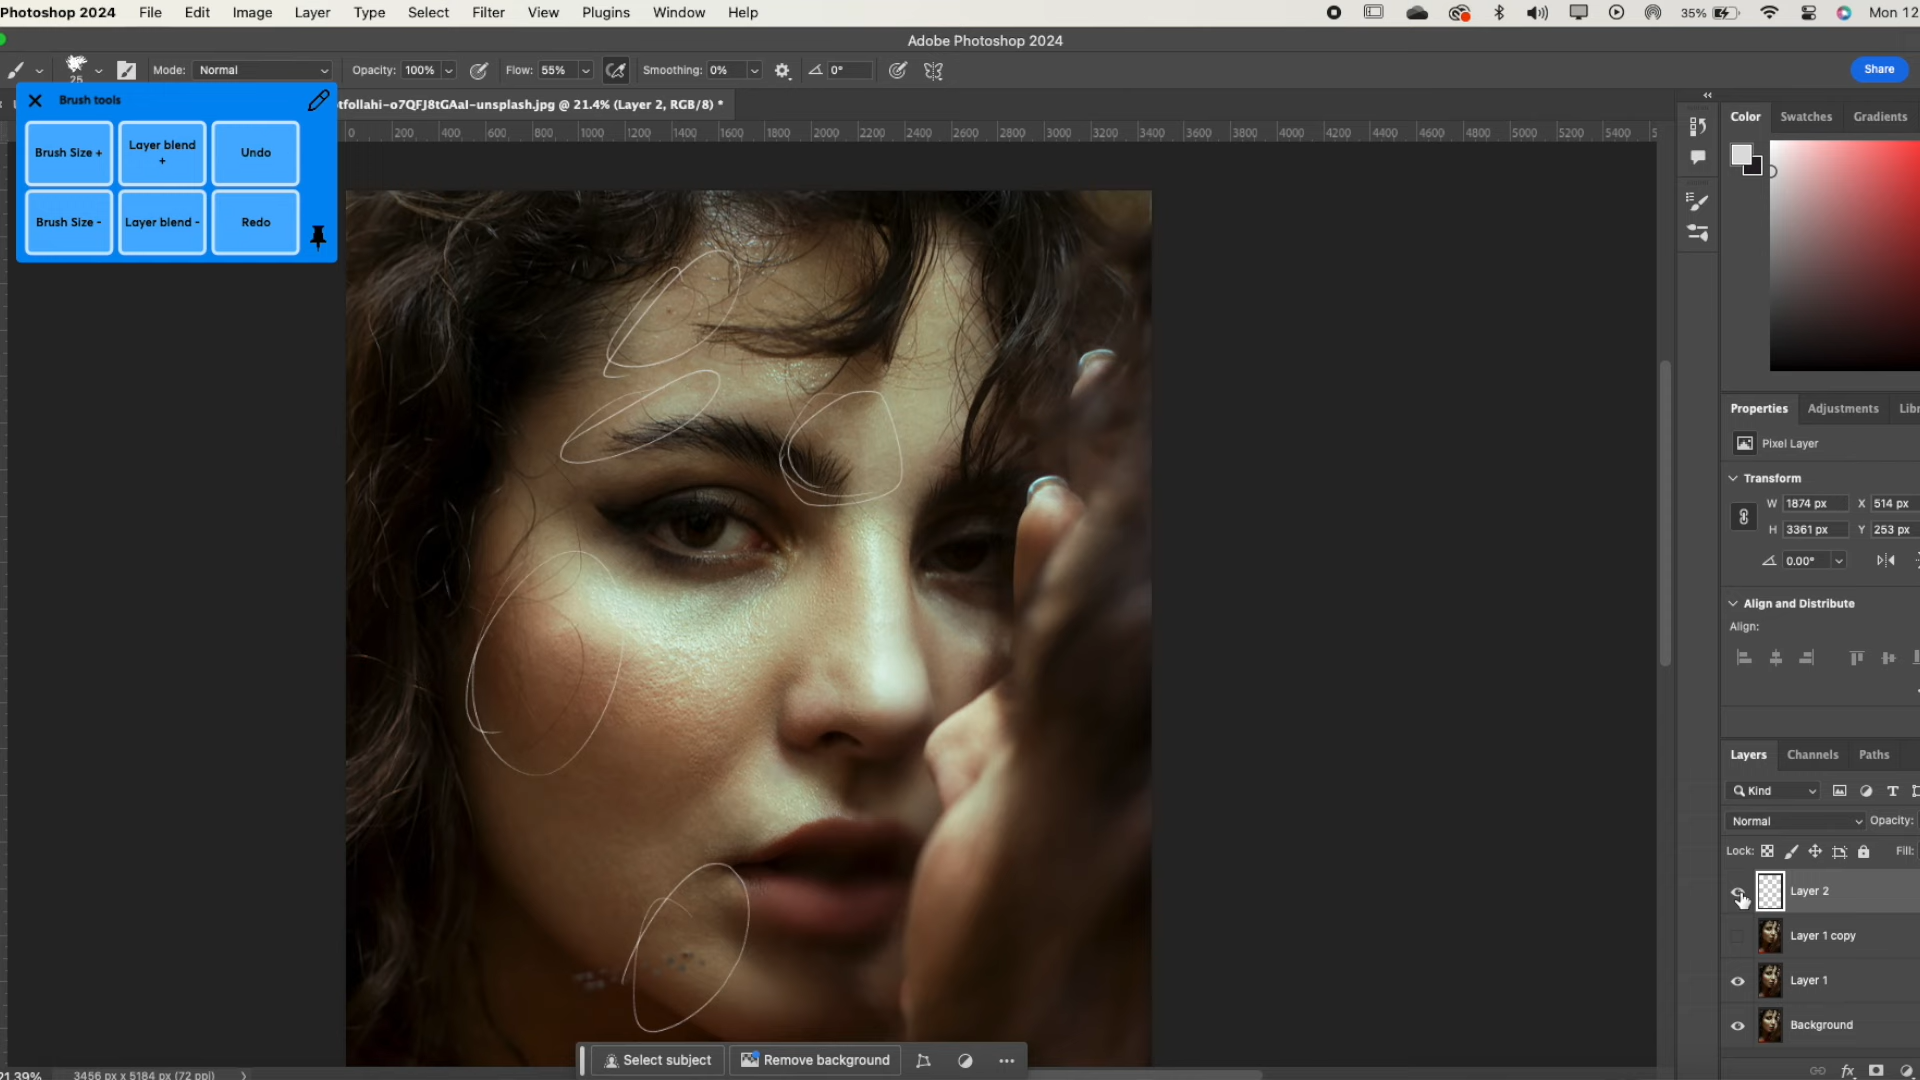 Photoshop 2024 File Edit Image Layer Type Select Filter View Plugins Window Help 35% Mon 12
Adobe Photoshop 2024
25 Mode: Normal Opacity: 100% Flow: 55% Smoothing: 0% 0° Share
Brush tools
tfollahi-o7QFJ8tGAaI-unsplash.jpg @ 21.4% (Layer 2, RGB/8) *
0 200 400 600 800 1000 1200 1400 1600 1800 2000 2200 2400 2600 2800 3000 3200 3400 3600 3800 4000 4200 4400 4600 4800 5000 5200 5400
Brush Size + Layer blend + Undo
Brush Size - Layer blend - Redo
Color Swatches Gradients
Properties Adjustments Libr
Pixel Layer
Transform
W 1874 px X 514 px
H 3361 px Y 253 px
0.00°
Align and Distribute
Align:
Layers Channels Paths
Kind
Normal Opacity:
Lock: Fill:
Layer 2
Layer 1 copy
Layer 1
Background
Select subject Remove background
21.39% 3456 px x 5184 px (72 ppi)